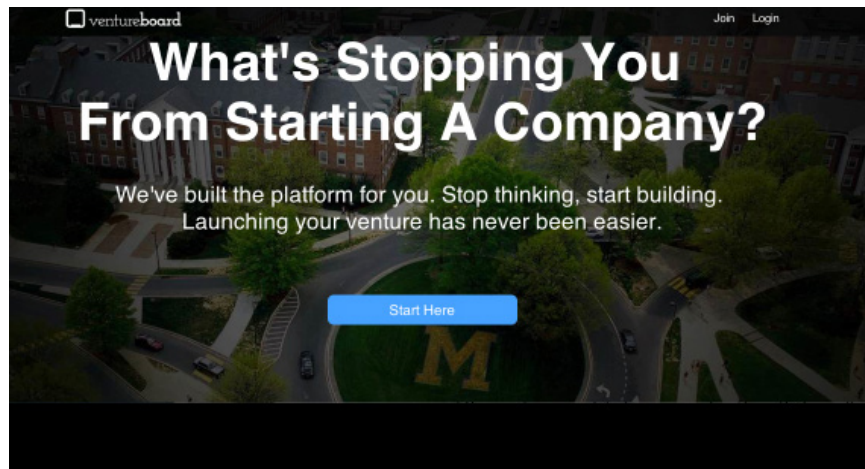 ventureboard
Join Login
What's Stopping You
From Starting A Company?
We've built the platform for you. Stop thinking, start building.
Launching your venture has never been easier.
Start Here
M